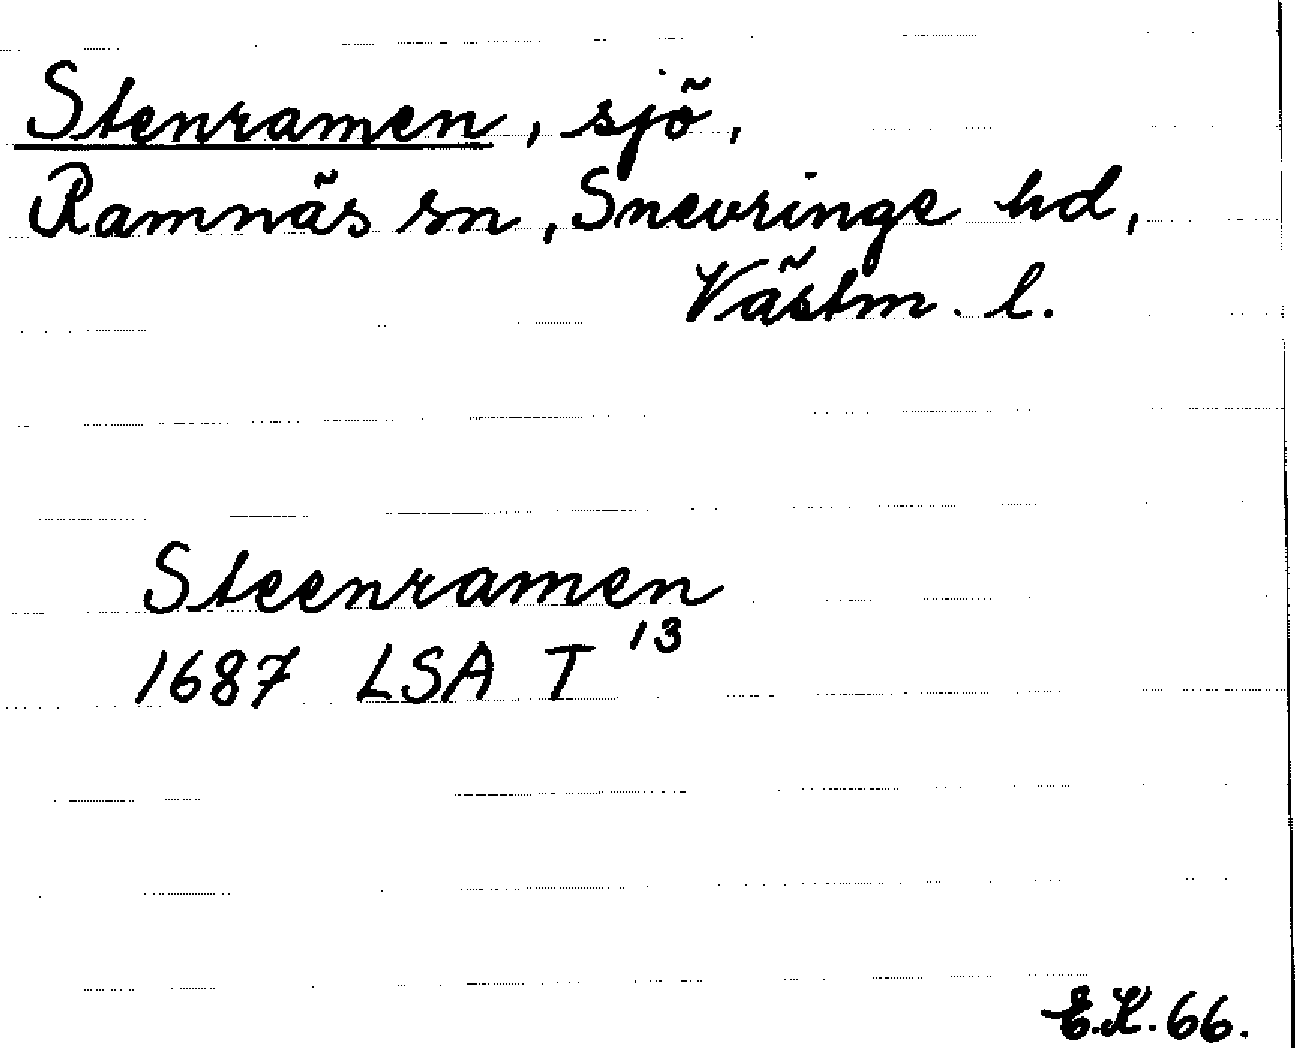 Stenramen, sjö,
Ramnäs sn, Snevringe hd,
Västm. l.
Steenramen
1687 LSA T 13
E.K. 66.